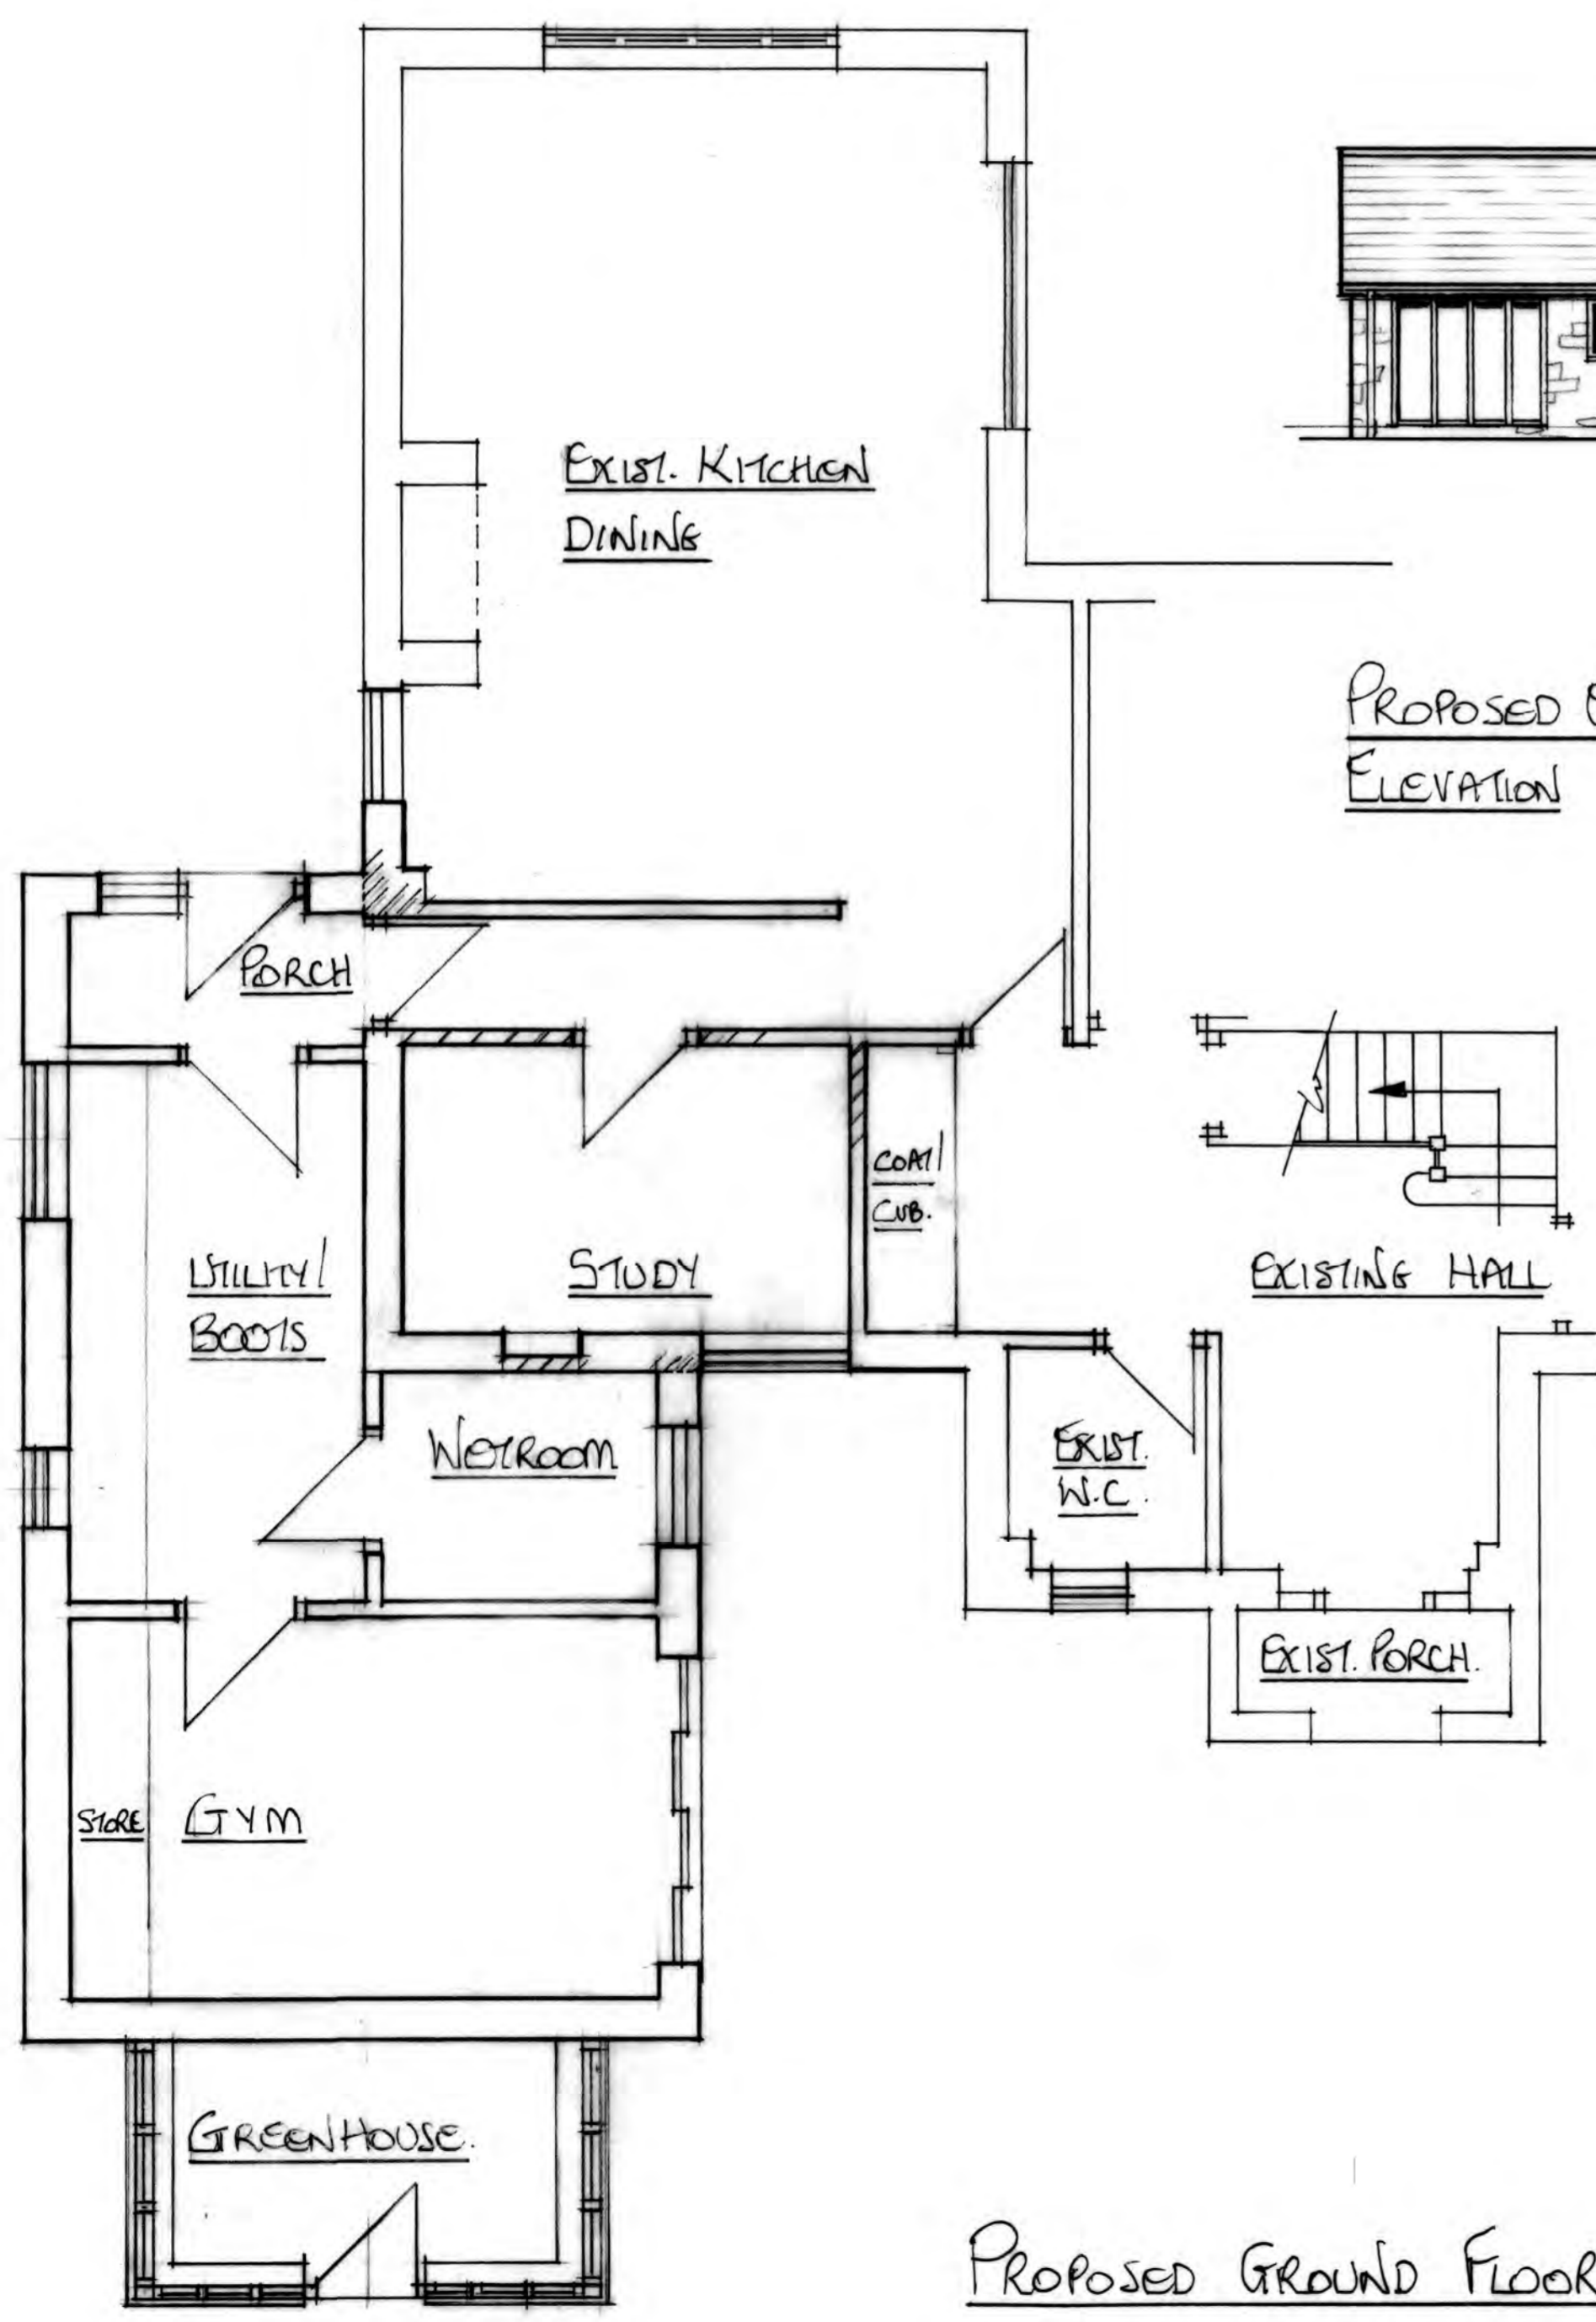 EXIST. KITCHEN
DINING
PROPOSED
ELEVATION
PORCH
COAT/
CUB.
UTILITY/
BOOTS
STUDY
EXISTING HALL
WETROOM
EXIST.
W.C.
EXIST. PORCH.
STORE
GYM
GREENHOUSE.
PROPOSED GROUND FLOOR